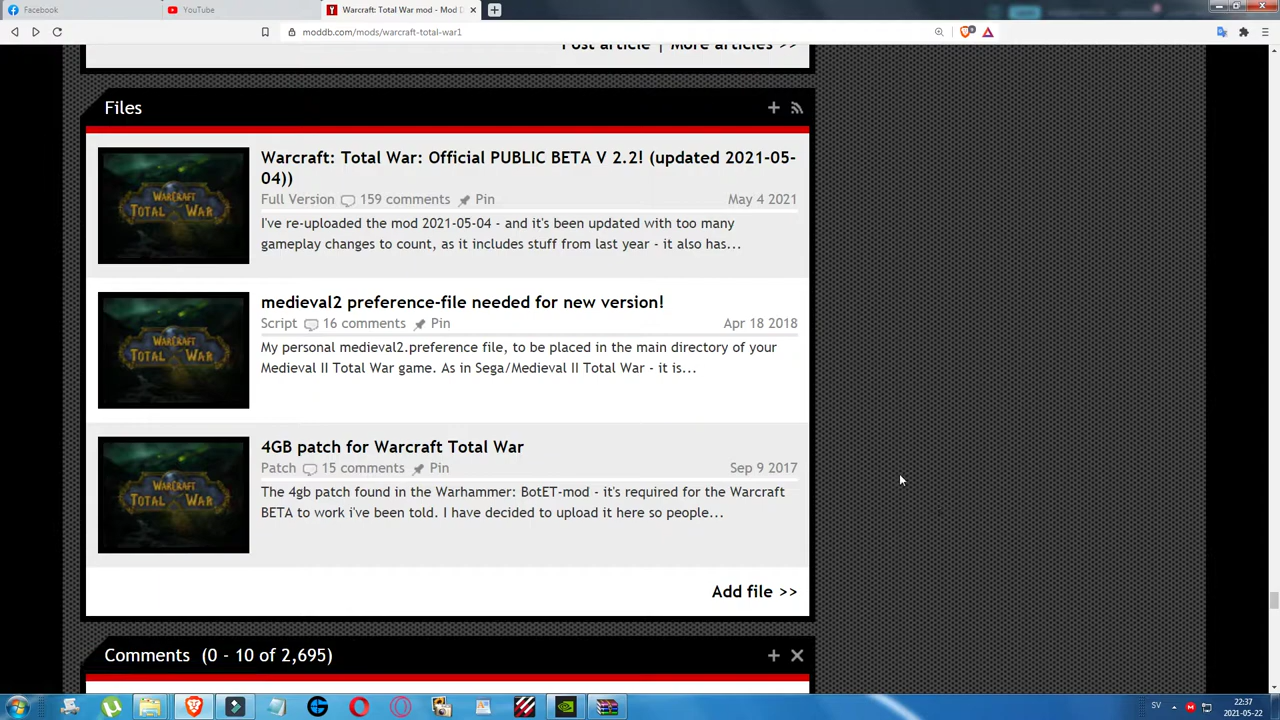 Facebook
YouTube
Warcraft: Total War mod - Mod D
moddb.com/mods/warcraft-total-war1
Post article | More articles >>
Files
Warcraft: Total War: Official PUBLIC BETA V 2.2! (updated 2021-05-
04))
Full Version 159 comments Pin May 4 2021
I've re-uploaded the mod 2021-05-04 - and it's been updated with too many
gameplay changes to count, as it includes stuff from last year - it also has...
WARCRAFT
TOTAL WAR
medieval2 preference-file needed for new version!
Script 16 comments Pin Apr 18 2018
My personal medieval2.preference file, to be placed in the main directory of your
Medieval II Total War game. As in Sega/Medieval II Total War - it is...
WARCRAFT
TOTAL WAR
4GB patch for Warcraft Total War
Patch 15 comments Pin Sep 9 2017
The 4gb patch found in the Warhammer: BotET-mod - it's required for the Warcraft
BETA to work i've been told. I have decided to upload it here so people...
WARCRAFT
TOTAL WAR
Add file >>
Comments (0 - 10 of 2,695)
SV
22:37
2021-05-22